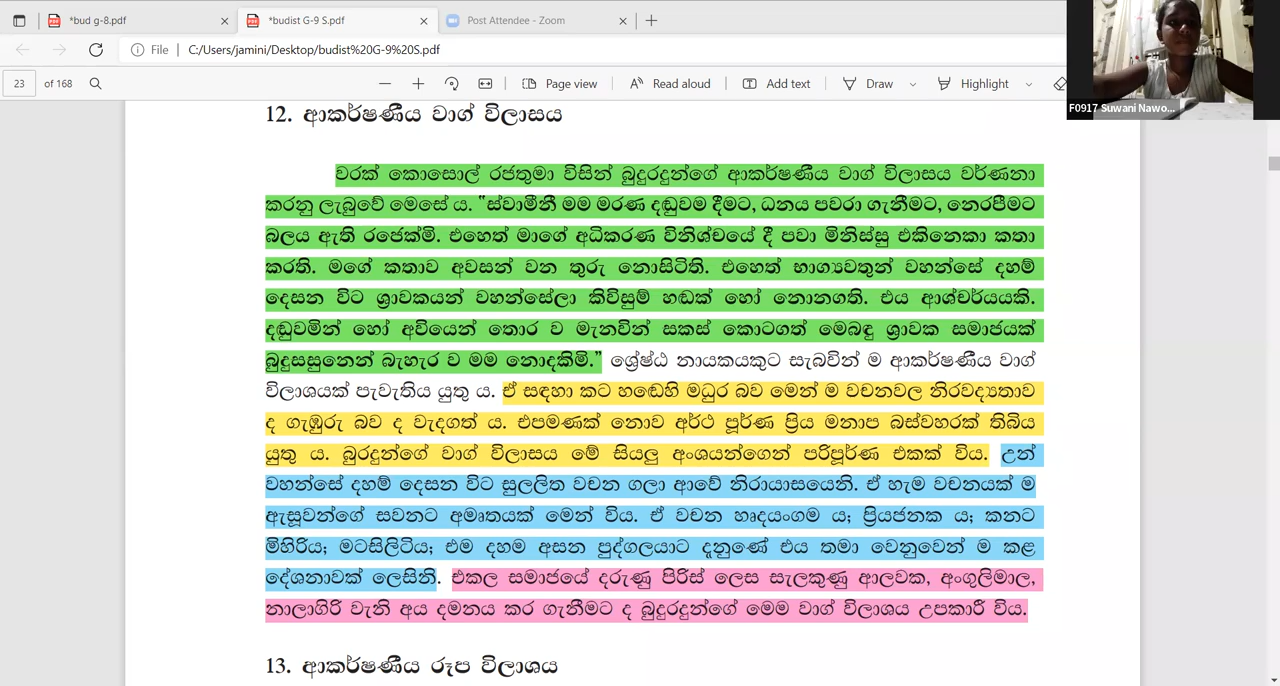 *bud g-8.pdf
*budist G-9 S.pdf
Post Attendee - Zoom
File
C:/Users/jamini/Desktop/budist%20G-9%20S.pdf
23 of 168
Page view
Read aloud
Add text
Draw
Highlight
F0917 Suwani Nawo...
12. ආකර්ෂණීය වාග් විලාසය
වරක් කොසොල් රජතුමා විසින් බුදුරදුන්ගේ ආකර්ෂණීය වාග් විලාසය වර්ණනා
කරනු ලැබුවේ මෙසේ ය. “ස්වාමීනී මම මරණ දඬුවම දීමට, ධනය පවරා ගැනීමට, නෙරපීමට
බලය ඇති රජෙක්මි. එහෙත් මාගේ අධිකරණ විනිශ්චයේ දී පවා මිනිස්සු එකිනෙකා කතා
කරති. මගේ කතාව අවසන් වන තුරු නොසිටිති. එහෙත් භාග්‍යවතුන් වහන්සේ දහම්
දෙසන විට ශ්‍රාවකයන් වහන්සේලා කිවිසුම් හඬක් හෝ නොනගති. එය ආශ්චර්යයකි.
දඬුවමින් හෝ අවියෙන් තොර ව මැනවින් සකස් කොටගත් මෙබඳු ශ්‍රාවක සමාජයක්
බුදුසසුනෙන් බැහැර ව මම නොදකිමි.” ශ්‍රේෂ්ඨ නායකයකුට සැබවින් ම ආකර්ෂණීය වාග්
විලාශයක් පැවැතිය යුතු ය. ඒ සඳහා කට හඬෙහි මධුර බව මෙන් ම වචනවල නිරවද්‍යතාව
ද ගැඹුරු බව ද වැදගත් ය. එපමණක් නොව අර්ථ පූර්ණ ප්‍රිය මනාප බස්වහරක් තිබිය
යුතු ය. බුරදුන්ගේ වාග් විලාසය මේ සියලු අංශයන්ගෙන් පරිපූර්ණ එකක් විය. උන්
වහන්සේ දහම් දෙසන විට සුලලිත වචන ගලා ආවේ නිරායාසයෙනි. ඒ හැම වචනයක් ම
ඇසූවන්ගේ සවනට අමෘතයක් මෙන් විය. ඒ වචන හෘදයංගම ය; ප්‍රියජනක ය; කනට
මිහිරිය; මටසිලිටිය; එම දහම අසන පුද්ගලයාට දැනුණේ එය තමා වෙනුවෙන් ම කළ
දේශනාවක් ලෙසිනි. එකල සමාජයේ දරුණු පිරිස් ලෙස සැලකුණු ආලවක, අංගුලිමාල,
නාලාගිරි වැනි අය දමනය කර ගැනීමට ද බුදුරදුන්ගේ මෙම වාග් විලාශය උපකාරී විය.
13. ආකර්ෂණීය රූප විලාශය